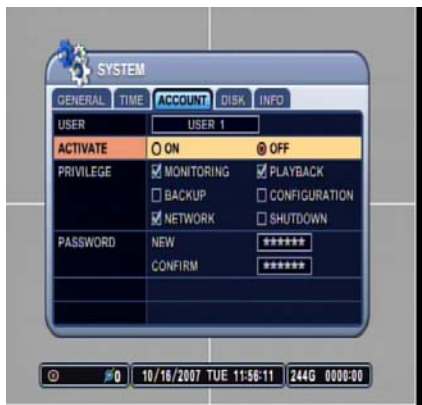 SYSTEM
GENERAL TIME ACCOUNT DISK INFO
USER USER 1
ACTIVATE ON OFF
PRIVILEGE MONITORING PLAYBACK
BACKUP CONFIGURATION
NETWORK SHUTDOWN
PASSWORD NEW ******
CONFIRM ******
0 10/16/2007 TUE 11:56:11 244G 0000:00